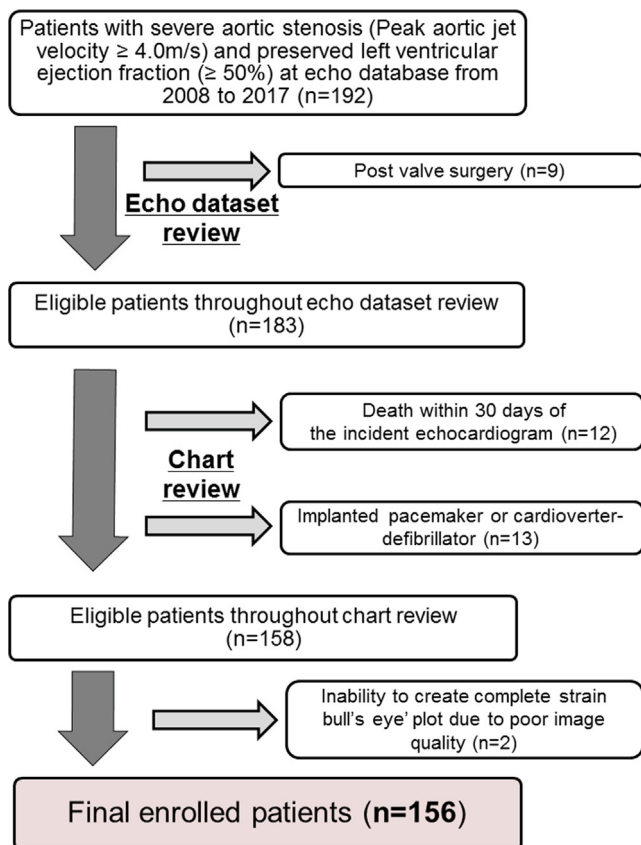 Patients with severe aortic stenosis (Peak aortic jet
velocity ≥ 4.0m/s) and preserved left ventricular
ejection fraction (≥ 50%) at echo database from
2008 to 2017 (n=192)
Post valve surgery (n=9)
Echo dataset
review
Eligible patients throughout echo dataset review
(n=183)
Death within 30 days of
the incident echocardiogram (n=12)
Chart
review
Implanted pacemaker or cardioverter-
defibrillator (n=13)
Eligible patients throughout chart review
(n=158)
Inability to create complete strain
bull's eye' plot due to poor image
quality (n=2)
Final enrolled patients (n=156)